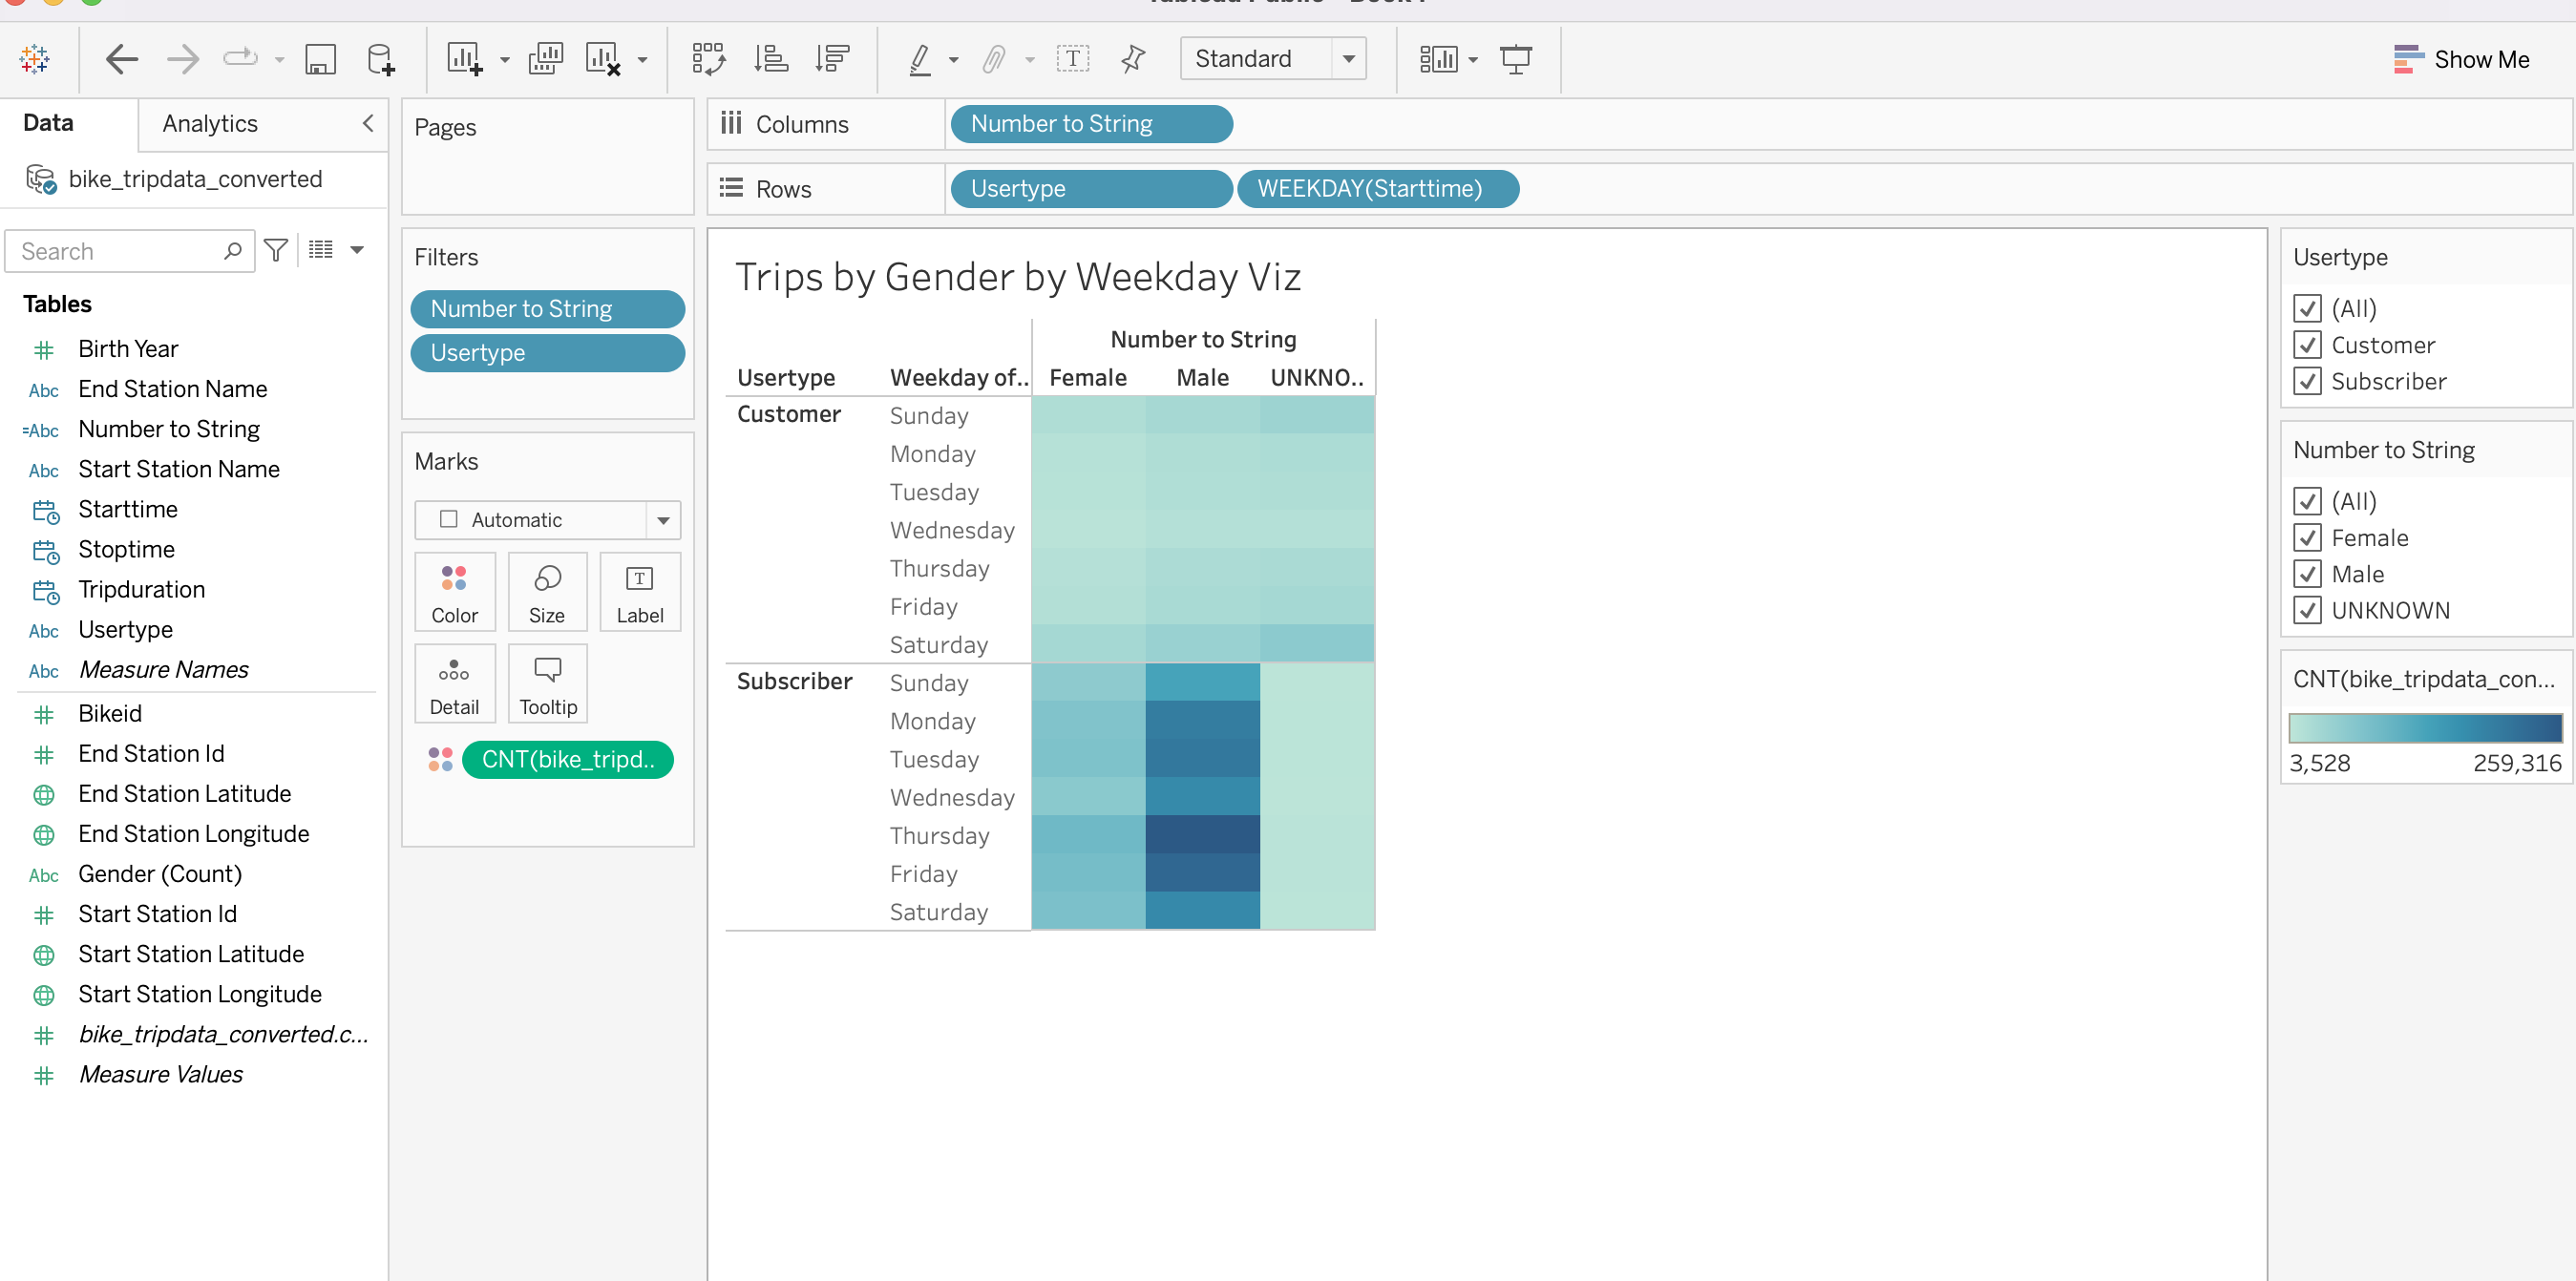 Standard
Show Me
Data
Analytics
bike_tripdata_converted
Search
Tables
Birth Year
Abc End Station Name
=Abc Number to String
Abc Start Station Name
Starttime
Stoptime
Tripduration
Abc Usertype
Abc Measure Names
Bikeid
End Station Id
End Station Latitude
End Station Longitude
Abc Gender (Count)
Start Station Id
Start Station Latitude
Start Station Longitude
bike_tripdata_converted.c...
Measure Values
Pages
Filters
Number to String
Usertype
Marks
Automatic
Color
Size
T
Label
Detail
Tooltip
CNT(bike_tripd..
Columns
Number to String
Rows
Usertype
WEEKDAY(Starttime)
Trips by Gender by Weekday Viz
Number to String
Usertype Weekday of.. Female Male UNKNO..
Customer Sunday
Monday
Tuesday
Wednesday
Thursday
Friday
Saturday
Subscriber Sunday
Monday
Tuesday
Wednesday
Thursday
Friday
Saturday
Usertype
(All)
Customer
Subscriber
Number to String
(All)
Female
Male
UNKNOWN
CNT(bike_tripdata_con...
3,528 259,316